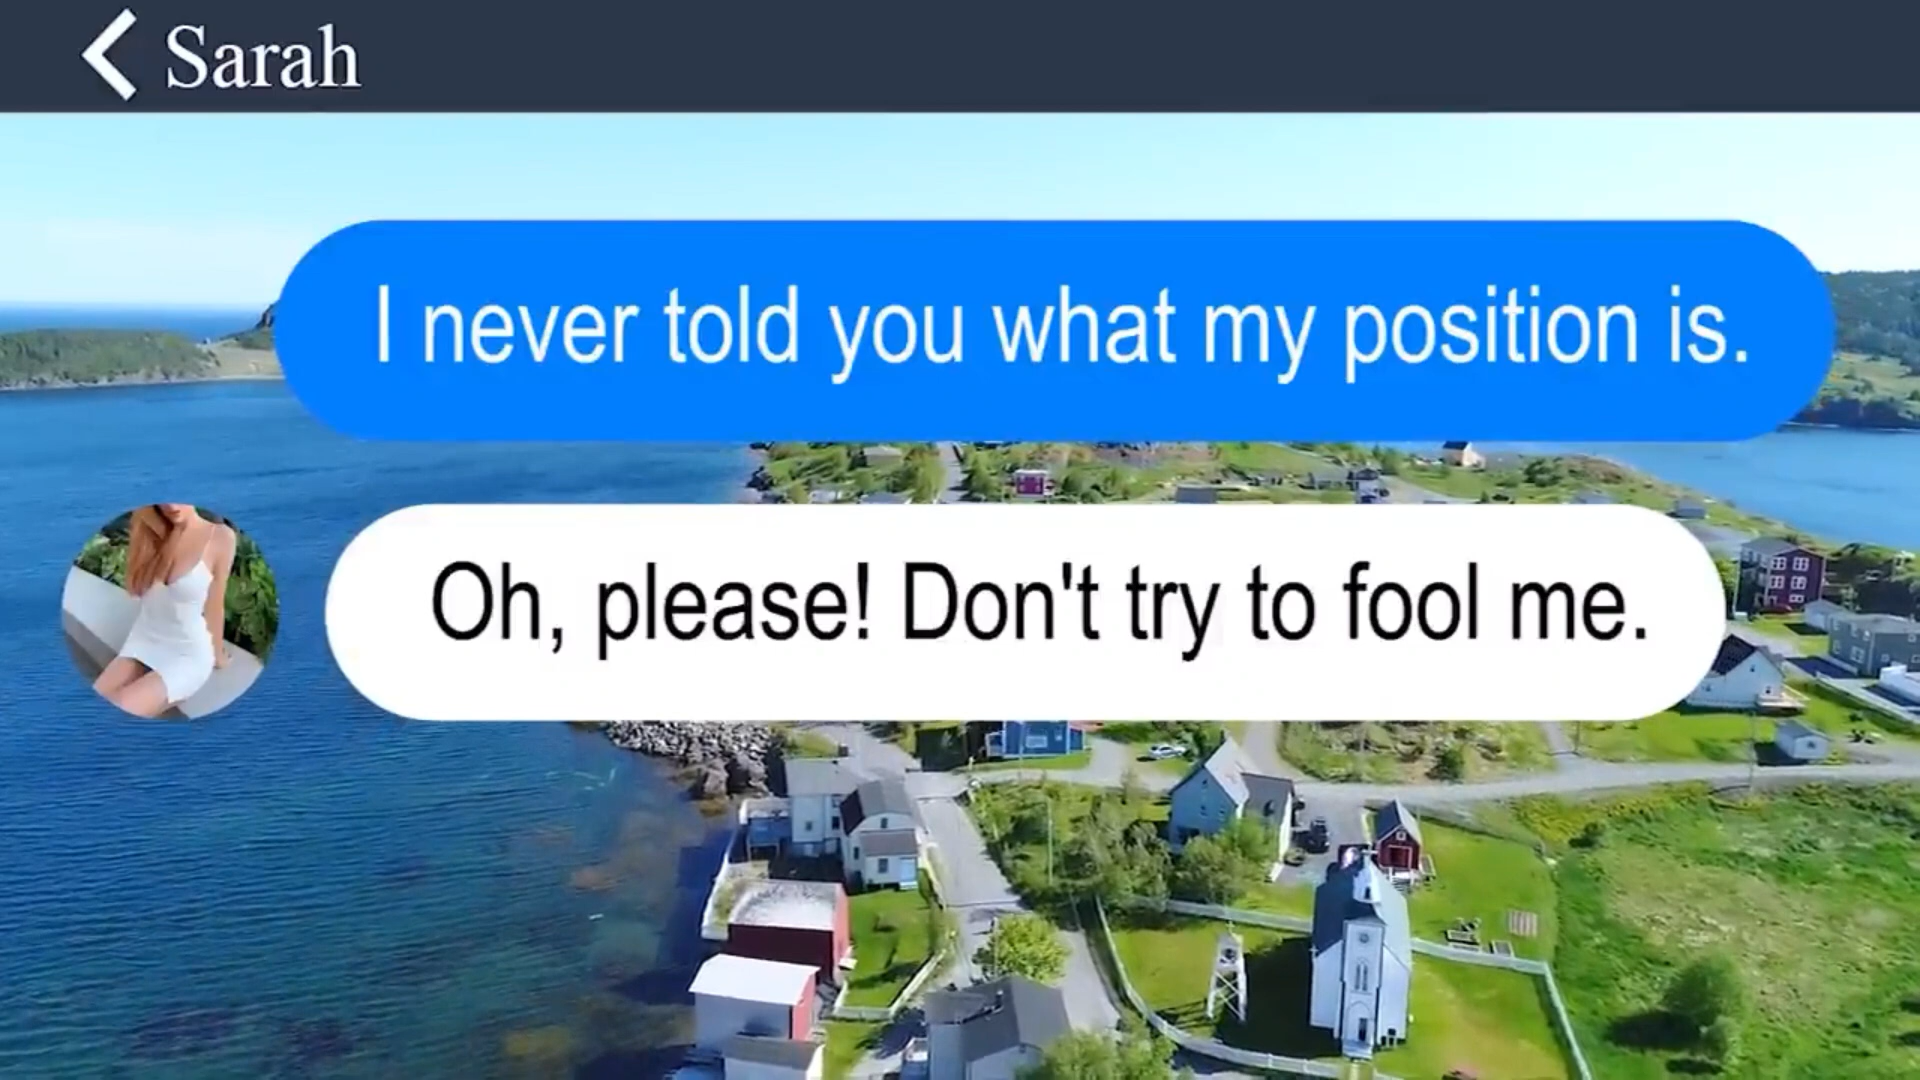 Sarah
I never told you what my position is.
Oh, please! Don't try to fool me.